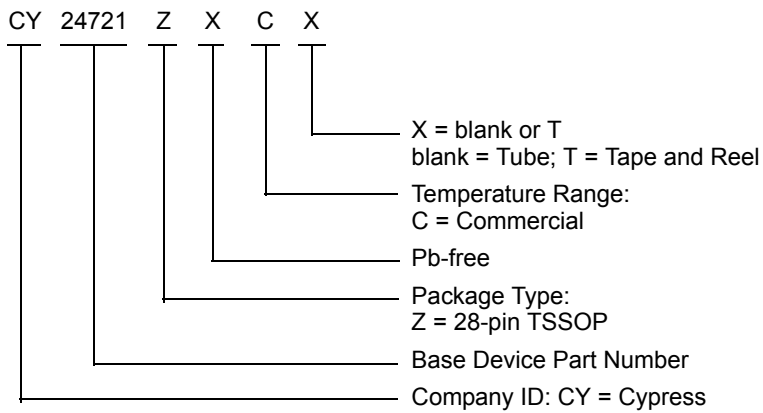 CY 24721 Z X C X
X = blank or T
blank = Tube; T = Tape and Reel
Temperature Range:
C = Commercial
Pb-free
Package Type:
Z = 28-pin TSSOP
Base Device Part Number
Company ID: CY = Cypress